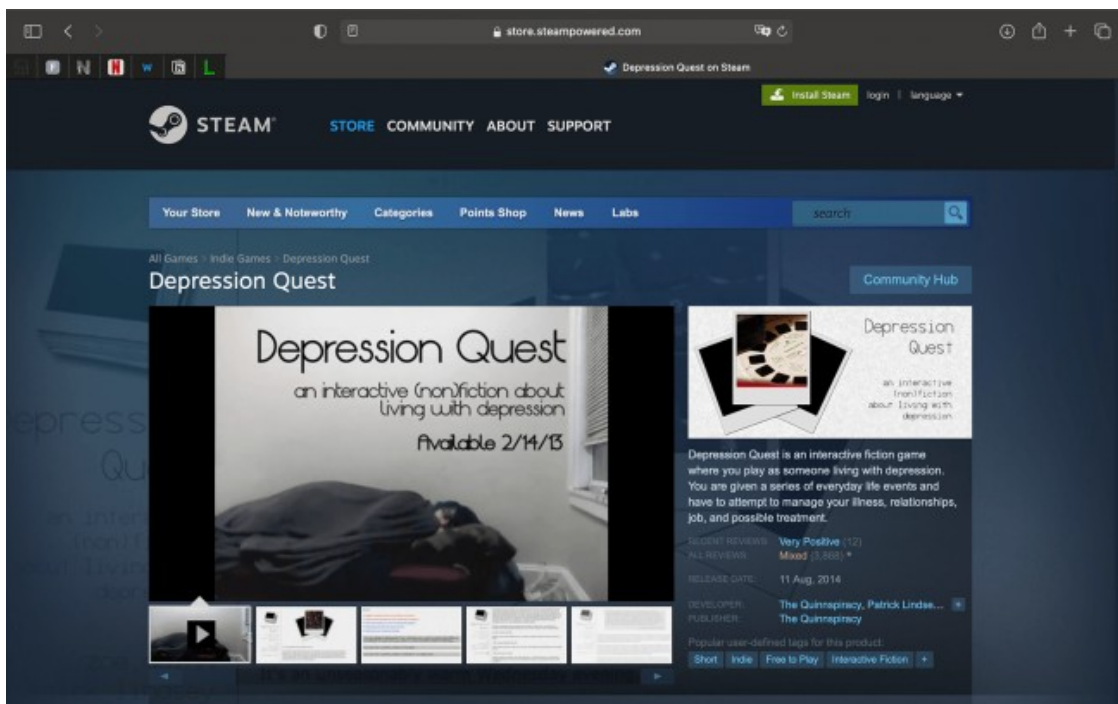 store.steampowered.com
Depression Quest on Steam
Install Steam login | language
STEAM®
STORE COMMUNITY ABOUT SUPPORT
Your Store New & Noteworthy Categories Points Shop News Labs search
All Games > Indie Games > Depression Quest
Depression Quest
Community Hub
Depression Quest
an interactive (non)fiction about
living with depression
Available 2/14/13
Depression
Quest
an interactive
(non)fiction
about living with
depression
Depression Quest is an interactive fiction game
where you play as someone living with depression.
You are given a series of everyday life events and
have to attempt to manage your illness, relationships,
job, and possible treatment.
RECENT REVIEWS: Very Positive (12)
ALL REVIEWS: Mixed (3,868) *
RELEASE DATE: 11 Aug, 2014
DEVELOPER: The Quinnspiracy, Patrick Lindse... +
PUBLISHER: The Quinnspiracy
Popular user-defined tags for this product:
Short Indie Free to Play Interactive Fiction +